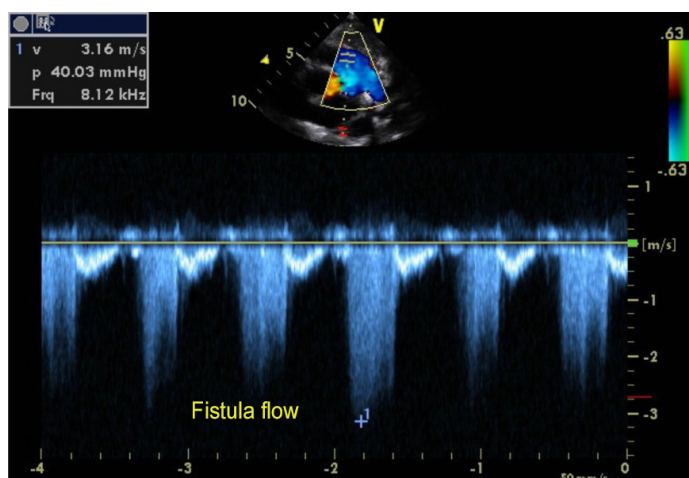 1 v 3.16 m/s
p 40.03 mmHg
Frq 8.12 kHz
V
5
10
.63
-.63
1
[m/s]
-1
-2
-3
Fistula flow
1
-4 -3 -2 -1 0